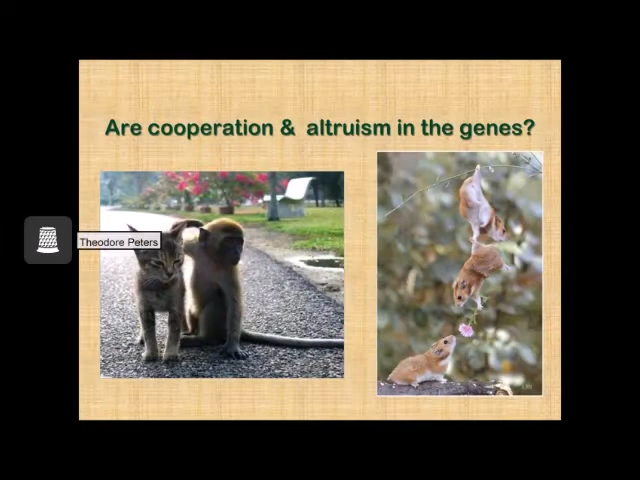 Are cooperation & altruism in the genes?
Theodore Peters